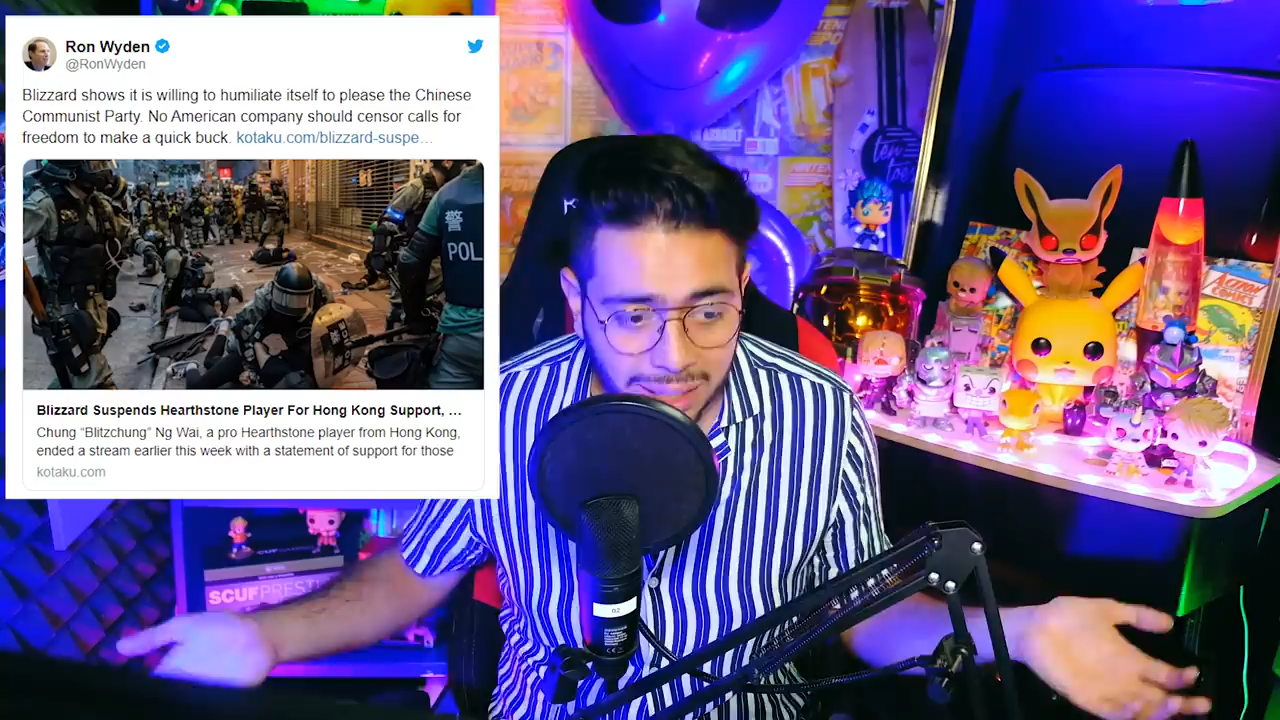 Ron Wyden
@RonWyden
Blizzard shows it is willing to humiliate itself to please the Chinese
Communist Party. No American company should censor calls for
freedom to make a quick buck. kotaku.com/blizzard-suspe…
警
POL
Blizzard Suspends Hearthstone Player For Hong Kong Support, ...
Chung “Blitzchung” Ng Wai, a pro Hearthstone player from Hong Kong,
ended a stream earlier this week with a statement of support for those
kotaku.com
SCUF
02
ACTION